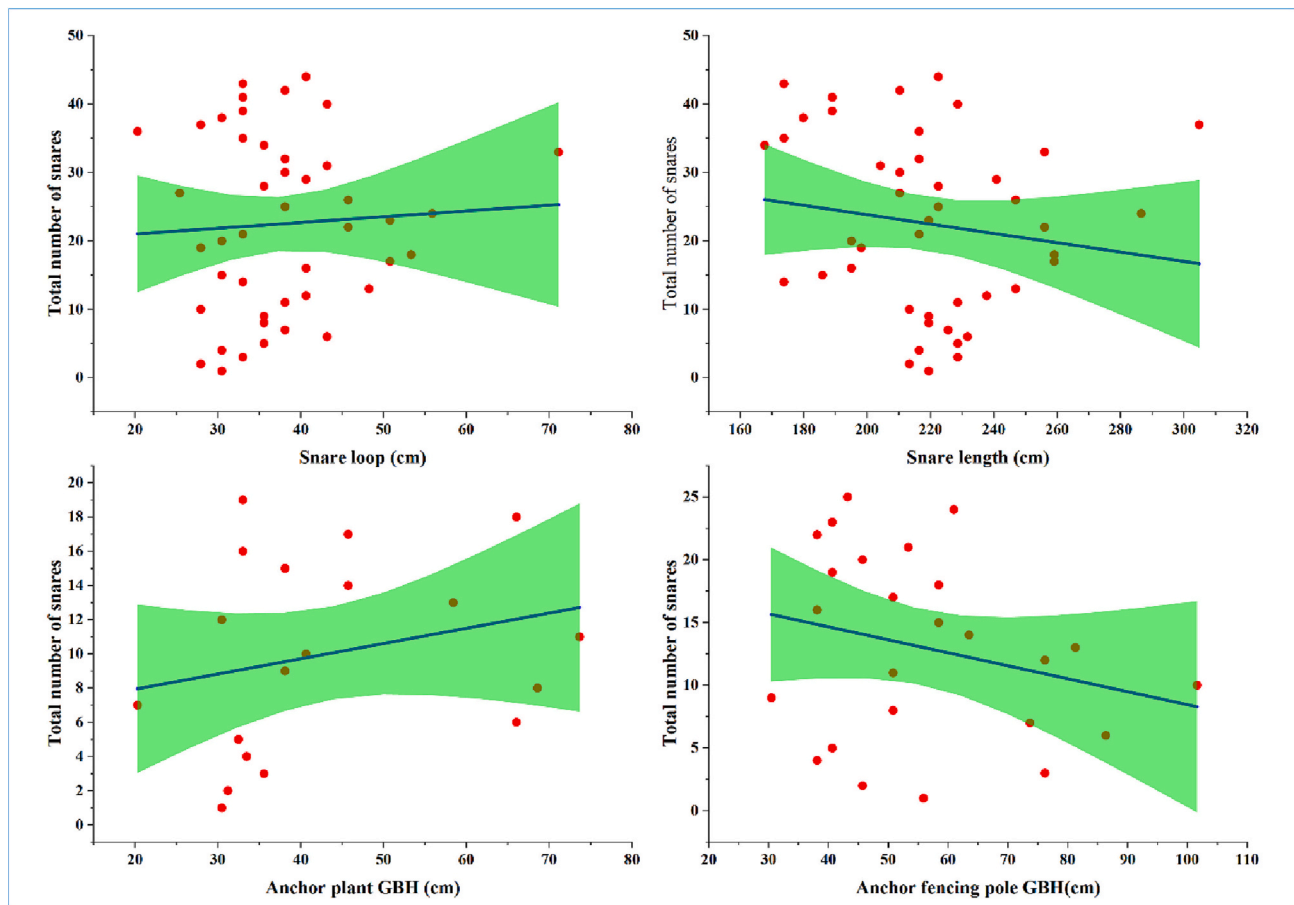 50
40
30
20
10
0
Total number of snares
20 30 40 50 60 70 80
Snare loop (cm)
50
40
30
20
10
0
Total number of snares
160 180 200 220 240 260 280 300 320
Snare length (cm)
20
18
16
14
12
10
8
6
4
2
0
Total number of snares
20 30 40 50 60 70 80
Anchor plant GBH (cm)
25
20
15
10
5
0
Total number of snares
20 30 40 50 60 70 80 90 100 110
Anchor fencing pole GBH(cm)